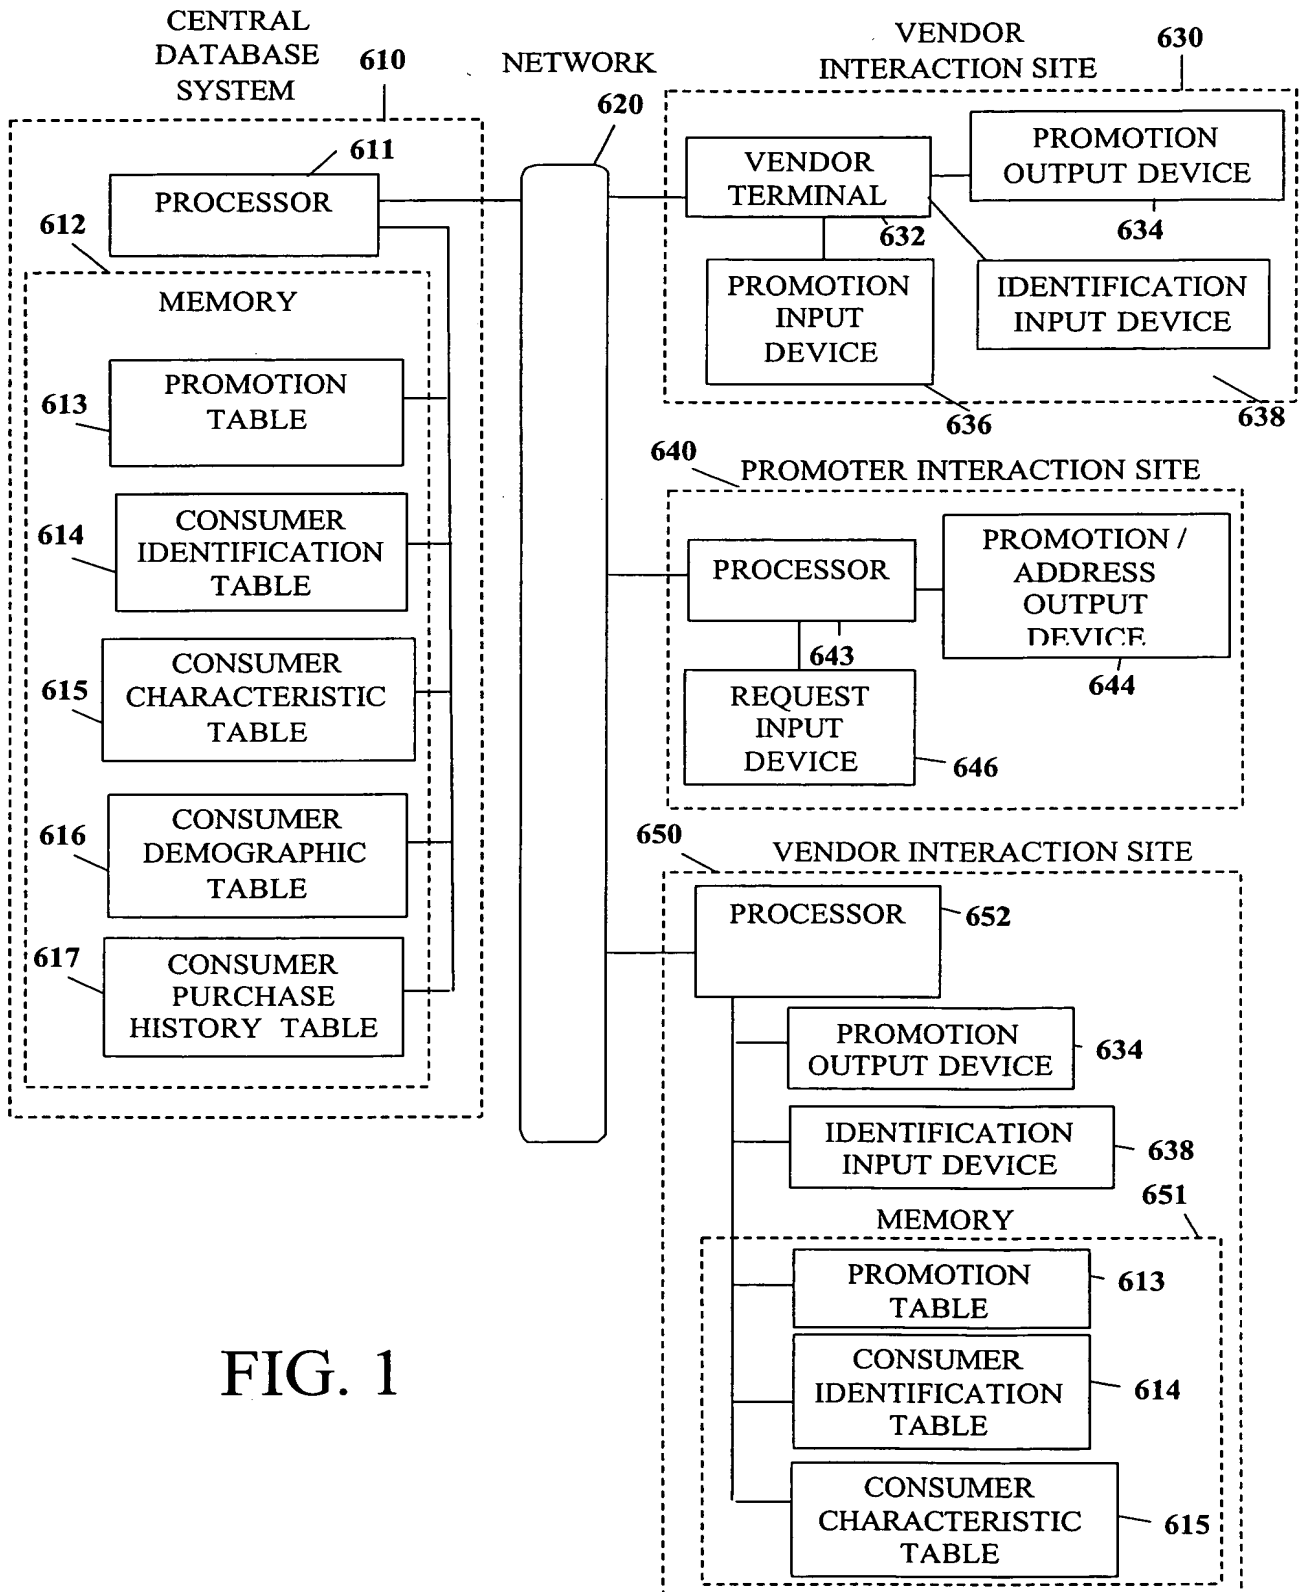 CENTRAL
DATABASE
SYSTEM
610
611
PROCESSOR
612
MEMORY
613
PROMOTION
TABLE
614
CONSUMER
IDENTIFICATION
TABLE
615
CONSUMER
CHARACTERISTIC
TABLE
616
CONSUMER
DEMOGRAPHIC
TABLE
617
CONSUMER
PURCHASE
HISTORY TABLE
NETWORK
620
VENDOR
INTERACTION SITE
630
VENDOR
TERMINAL
632
PROMOTION
OUTPUT DEVICE
634
PROMOTION
INPUT
DEVICE
636
IDENTIFICATION
INPUT DEVICE
638
640
PROMOTER INTERACTION SITE
PROCESSOR
643
PROMOTION /
ADDRESS
OUTPUT
DEVICE
644
REQUEST
INPUT
DEVICE
646
650
VENDOR INTERACTION SITE
PROCESSOR
652
PROMOTION
OUTPUT DEVICE
634
IDENTIFICATION
INPUT DEVICE
638
651
MEMORY
PROMOTION
TABLE
613
CONSUMER
IDENTIFICATION
TABLE
614
CONSUMER
CHARACTERISTIC
TABLE
615
FIG. 1